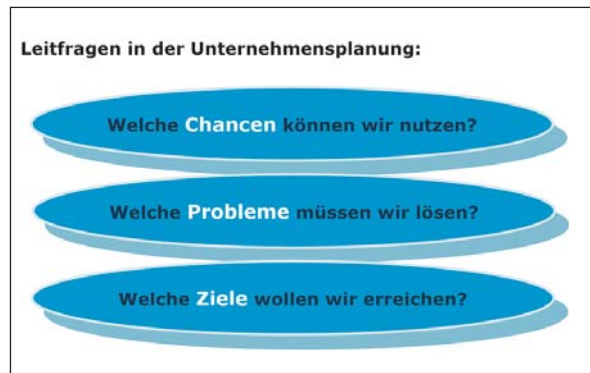 Leitfragen in der Unternehmensplanung:
Welche Chancen können wir nutzen?
Welche Probleme müssen wir lösen?
Welche Ziele wollen wir erreichen?